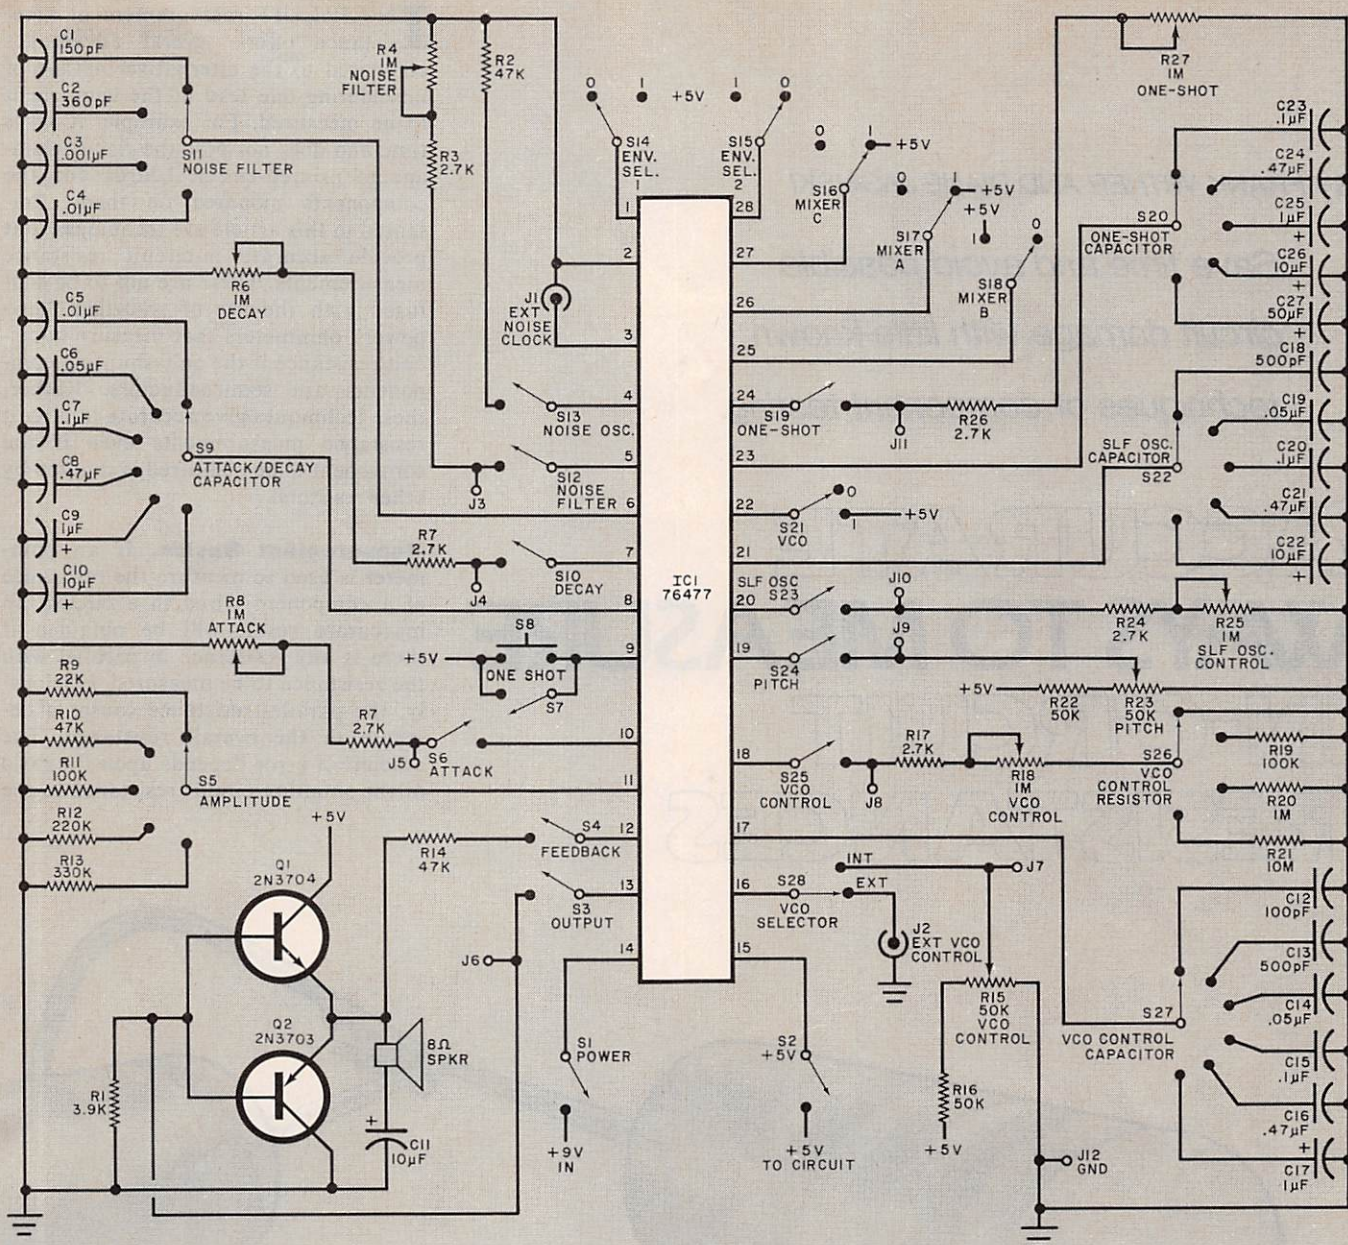 C1
150pF
C2
360pF
C3
.001µF
C4
.01µF
S11
NOISE FILTER
R4
1M
NOISE
FILTER
R2
47K
R3
2.7K
R6
1M
DECAY
C5
.01µF
C6
.05µF
C7
.1µF
C8
.47µF
C9
1µF
+
C10
10µF
+
S9
ATTACK/DECAY
CAPACITOR
R8
1M
ATTACK
R9
22K
R10
47K
R11
100K
R12
220K
R13
330K
S5
AMPLITUDE
R7
2.7K
J4
R7
2.7K
J5
S6
ATTACK
+5V
S8
ONE SHOT
S7
J3
J1
EXT
NOISE
CLOCK
S13
NOISE OSC.
S12
NOISE
FILTER
S10
DECAY
+5V
Q1
2N3704
Q2
2N3703
R1
3.9K
8Ω
SPKR
+
C11
10µF
R14
47K
S4
FEEDBACK
S3
OUTPUT
J6
S1
POWER
+9V
IN
S2
+5V
+5V
TO CIRCUIT
0
1
+5V
1
0
S14
ENV.
SEL.
1
S15
ENV.
SEL.
2
1
2
3
4
5
6
7
8
9
10
11
12
13
14
IC1
76477
28
27
26
25
24
23
22
21
20
19
18
17
16
15
0
1
+5V
S16
MIXER
C
0
+5V
S17
MIXER
A
+5V
1
0
S18
MIXER
B
S19
ONE-SHOT
J11
R26
2.7K
S21
VCO
0
1
+5V
SLF OSC
S23
J10
R24
2.7K
R25
1M
SLF OSC.
CONTROL
S24
PITCH
J9
+5V
R22
50K
R23
50K
PITCH
S25
VCO
CONTROL
J8
R17
2.7K
R18
1M
VCO
CONTROL
S26
VCO
CONTROL
RESISTOR
R19
100K
R20
1M
R21
10M
S28
VCO
SELECTOR
INT
EXT
J7
J2
EXT VCO
CONTROL
R15
50K
VCO
CONTROL
R16
50K
+5V
J12
GND
S27
VCO CONTROL
CAPACITOR
C12
100pF
C13
500pF
C14
.05µF
C15
.1µF
C16
.47µF
+
C17
1µF
R27
1M
ONE-SHOT
C23
.1µF
C24
.47µF
C25
1µF
+
C26
10µF
+
C27
50µF
+
S20
ONE-SHOT
CAPACITOR
C18
500pF
C19
.05µF
C20
.1µF
C21
.47µF
C22
10µF
+
SLF OSC.
CAPACITOR
S22